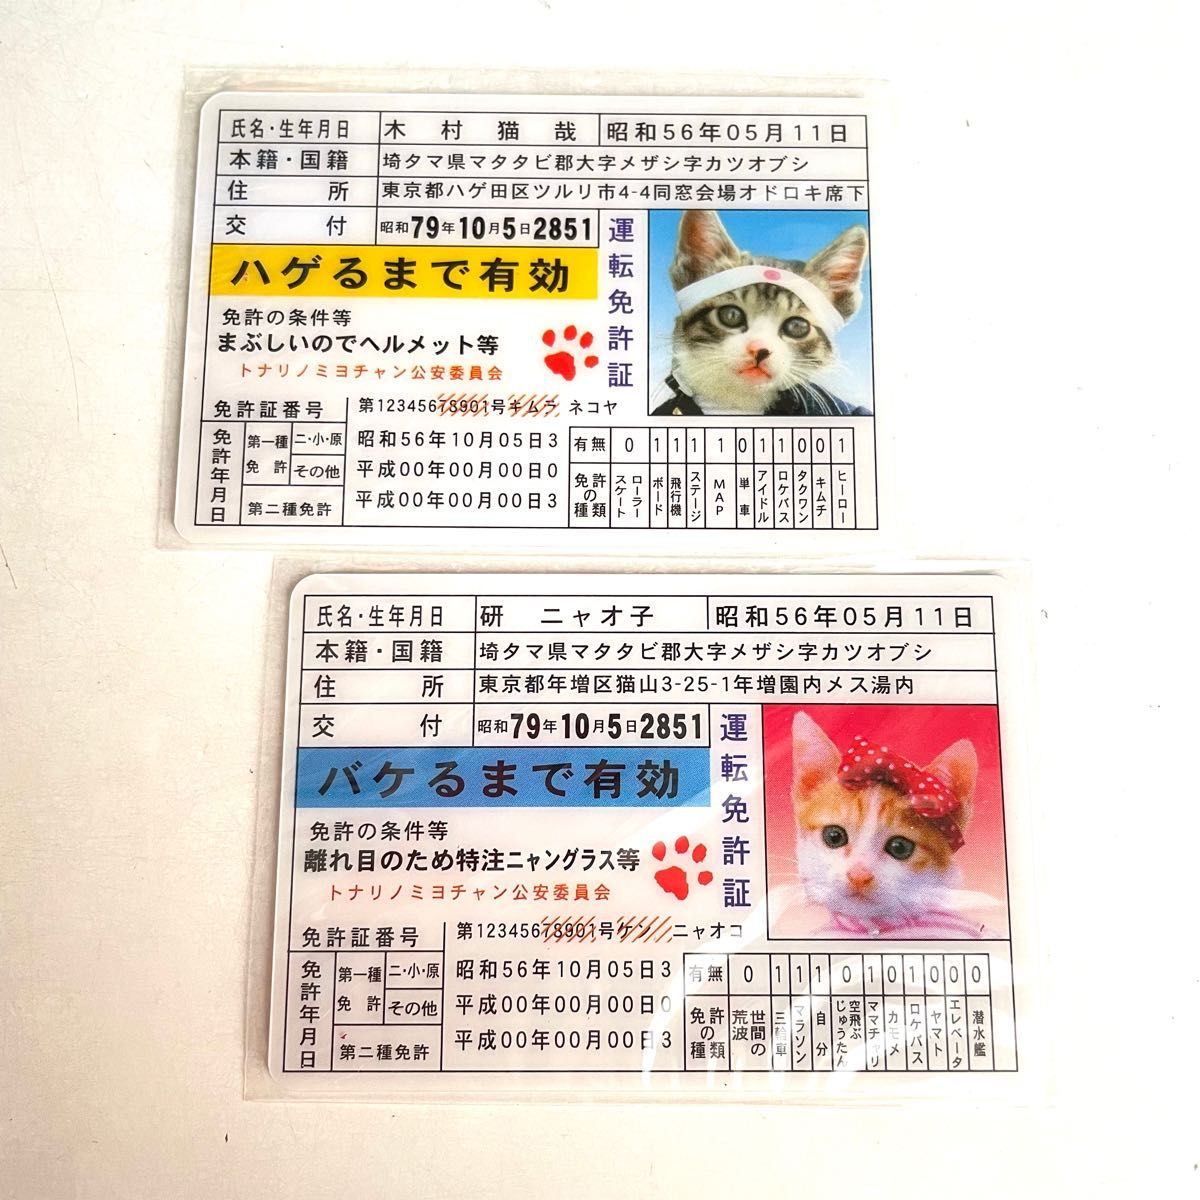 氏名・生年月日 木村猫哉 昭和56年05月11日
本籍・国籍 埼タマ県マタタビ郡大字メザシ字カツオブシ
住所 東京都ハゲ田区ツルリ市4-4同窓会場オドロキ席下
交付 昭和79年10月5日2851
ハゲるまで有効
運転免許証
免許の条件等
まぶしいのでヘルメット等
トナリノミヨチャン公安委員会
免許証番号 第12345678901号キムラ ネコヤ
免許年月日
第一種免許 二・小・原 昭和56年10月05日3
その他 平成00年00月00日0
第二種免許 平成00年00月00日3
有無 0 1 1 1 1 0 1 1 0 0 1
免許の種類 ローラースケート ボード 飛行機 ステージ MAP 単車 アイドル ロケバス タクワン キムチ ヒーロー
氏名・生年月日 研 ニャオ子 昭和56年05月11日
本籍・国籍 埼タマ県マタタビ郡大字メザシ字カツオブシ
住所 東京都年増区猫山3-25-1年増園内メス湯内
交付 昭和79年10月5日2851
バケるまで有効
運転免許証
免許の条件等
離れ目のため特注ニャングラス等
トナリノミヨチャン公安委員会
免許証番号 第12345678901号ケン ニャオコ
免許年月日
第一種免許 二・小・原 昭和56年10月05日3
その他 平成00年00月00日0
第二種免許 平成00年00月00日3
有無 0 1 1 1 0 1 0 1 0 0 0
免許の種類 世間の荒波 三輪車 マラソン 自分 空飛ぶじゅうたん ママチャリ カモメ ロケバス ヤマト エレベータ 潜水艦